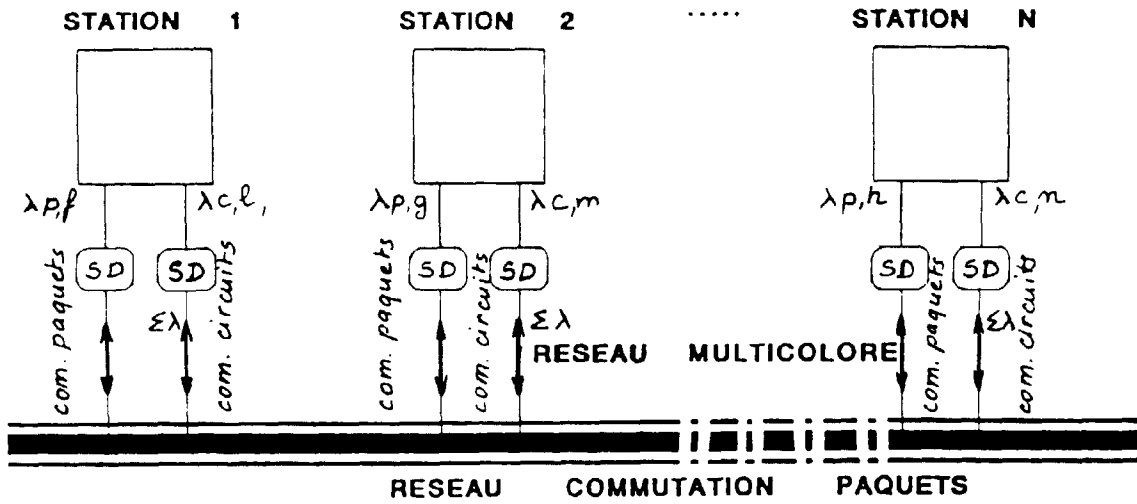 STATION 1 STATION 2 ..... STATION N
λp,f λc,l, λp,g λc,m λp,h λc,n
SD SD SD SD SD SD
com. paquets com. circuits com. paquets com. circuits com. paquets com. circuits
Σλ Σλ Σλ
RESEAU MULTICOLORE
RESEAU COMMUTATION PAQUETS